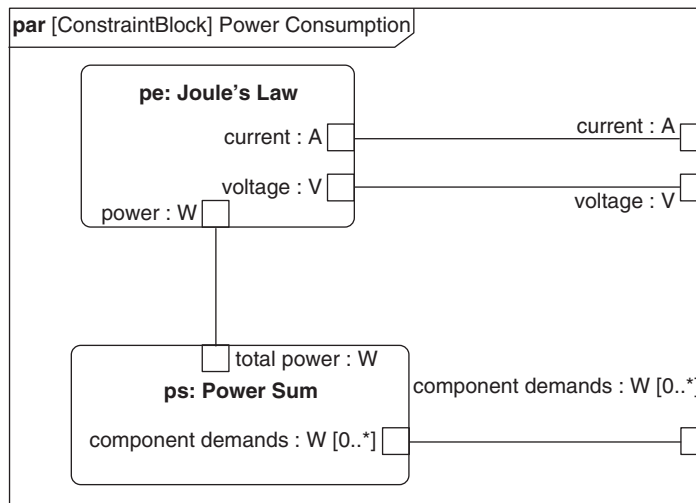 par [ConstraintBlock] Power Consumption
pe: Joule's Law
current : A
current : A
voltage : V
voltage : V
power : W
total power : W
ps: Power Sum
component demands : W [0..*]
component demands : W [0..*]